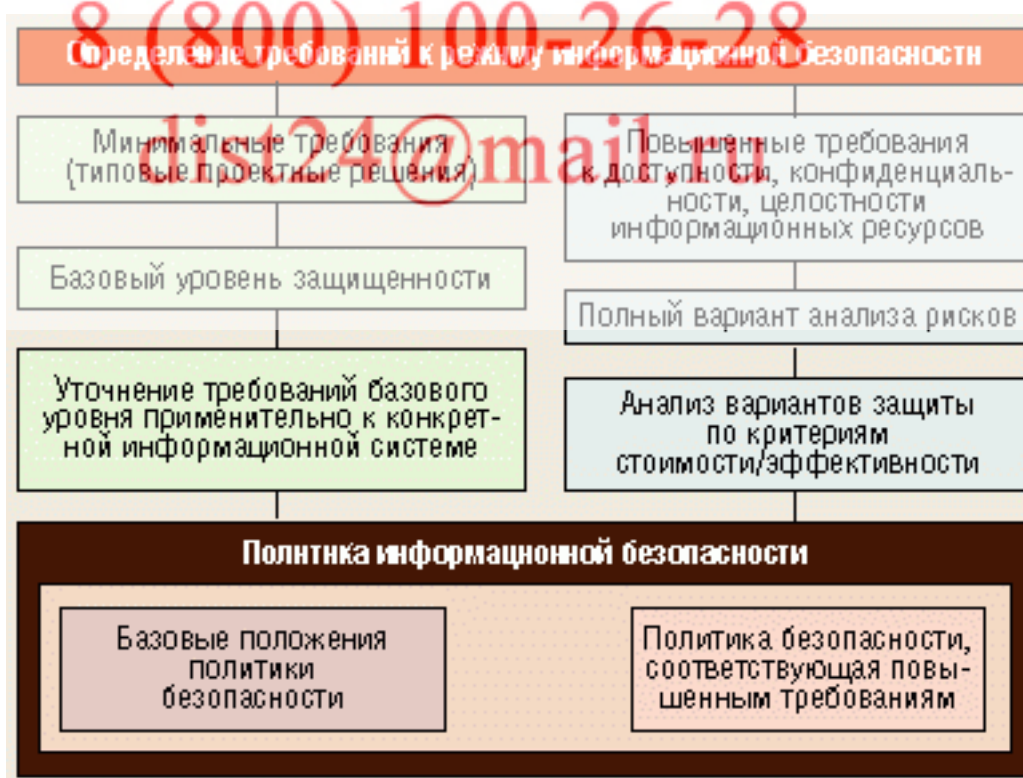 8 (800) 100-26-28
Определение требований к режиму информационной безопасности
dist24@mail.ru
Минимальные требования
(типовые проектные решения)
Повышенные требования
к доступности, конфиденциаль-
ности, целостности
информационных ресурсов
Базовый уровень защищенности
Полный вариант анализа рисков
Уточнение требований базового
уровня применительно к конкрет-
ной информационной системе
Анализ вариантов защиты
по критериям
стоимости/эффективности
Политика информационной безопасности
Базовые положения
политики
безопасности
Политика безопасности,
соответствующая повы-
шенным требованиям